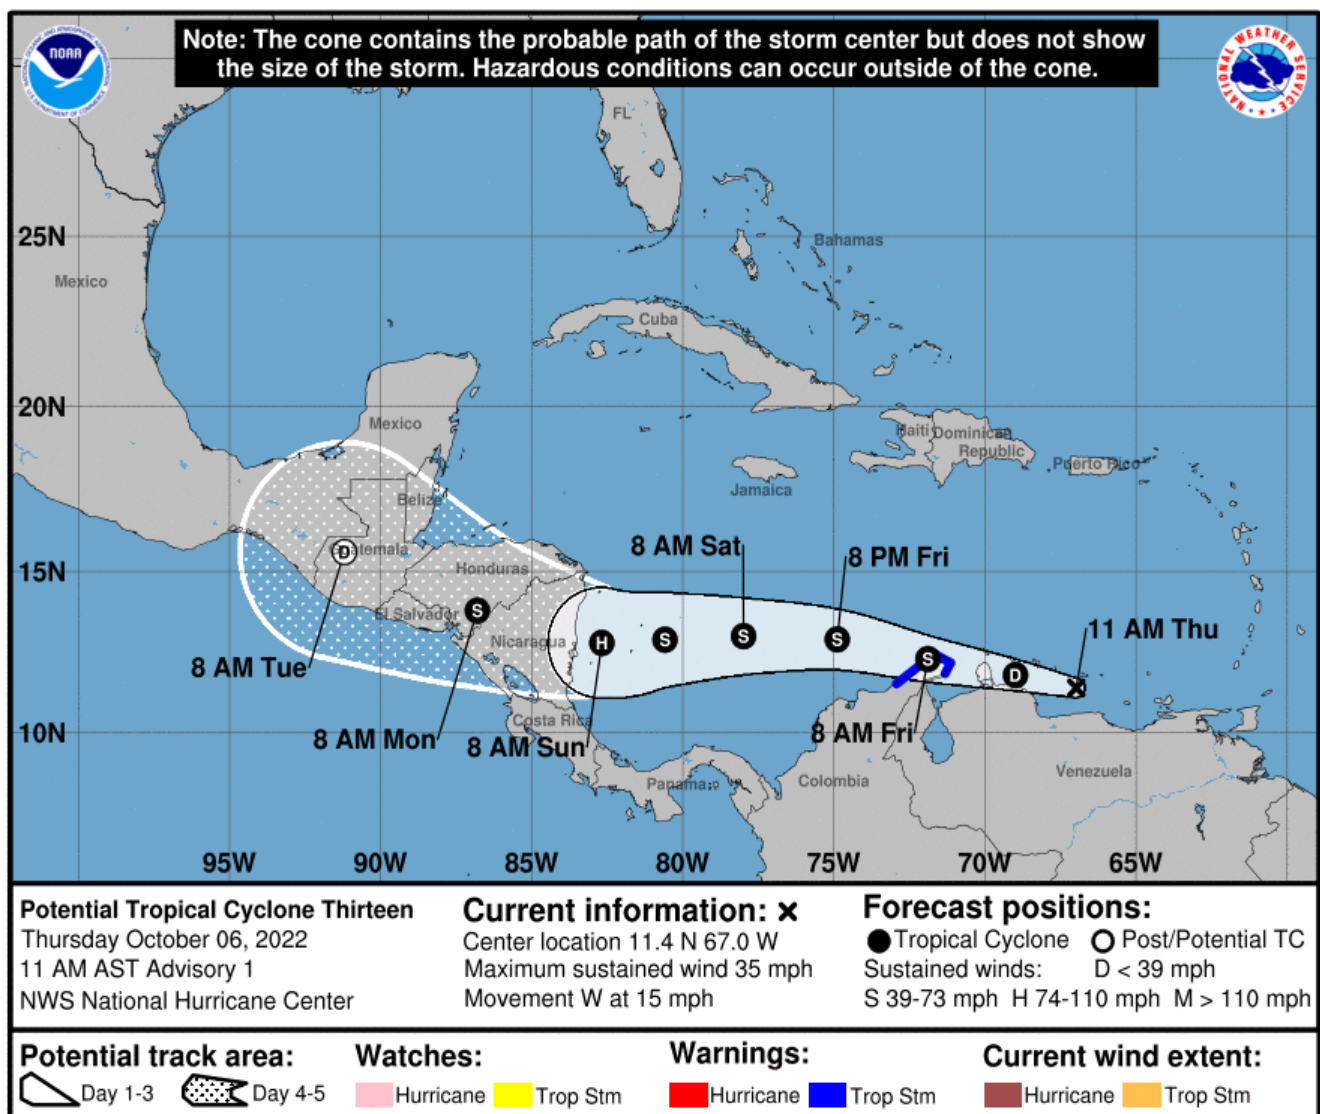 Note: The cone contains the probable path of the storm center but does not show
the size of the storm. Hazardous conditions can occur outside of the cone.
NOAA
NATIONAL WEATHER SERVICE
FL
25N
Bahamas
Mexico
Cuba
20N
Mexico
Haiti
Dominican
Republic
Puerto Rico
Jamaica
Belize
8 AM Sat
8 PM Fri
Guatemala
15N
Honduras
El Salvador
Nicaragua
11 AM Thu
D
S
H
S
S
S
S
D
8 AM Tue
8 AM Mon
8 AM Sun
8 AM Fri
Costa Rica
10N
Panama
Colombia
Venezuela
95W
90W
85W
80W
75W
70W
65W
Potential Tropical Cyclone Thirteen
Thursday October 06, 2022
11 AM AST Advisory 1
NWS National Hurricane Center
Current information: x
Center location 11.4 N 67.0 W
Maximum sustained wind 35 mph
Movement W at 15 mph
Forecast positions:
Tropical Cyclone Post/Potential TC
Sustained winds: D < 39 mph
S 39-73 mph H 74-110 mph M > 110 mph
Potential track area:
Day 1-3 Day 4-5
Watches:
Hurricane Trop Stm
Warnings:
Hurricane Trop Stm
Current wind extent:
Hurricane Trop Stm